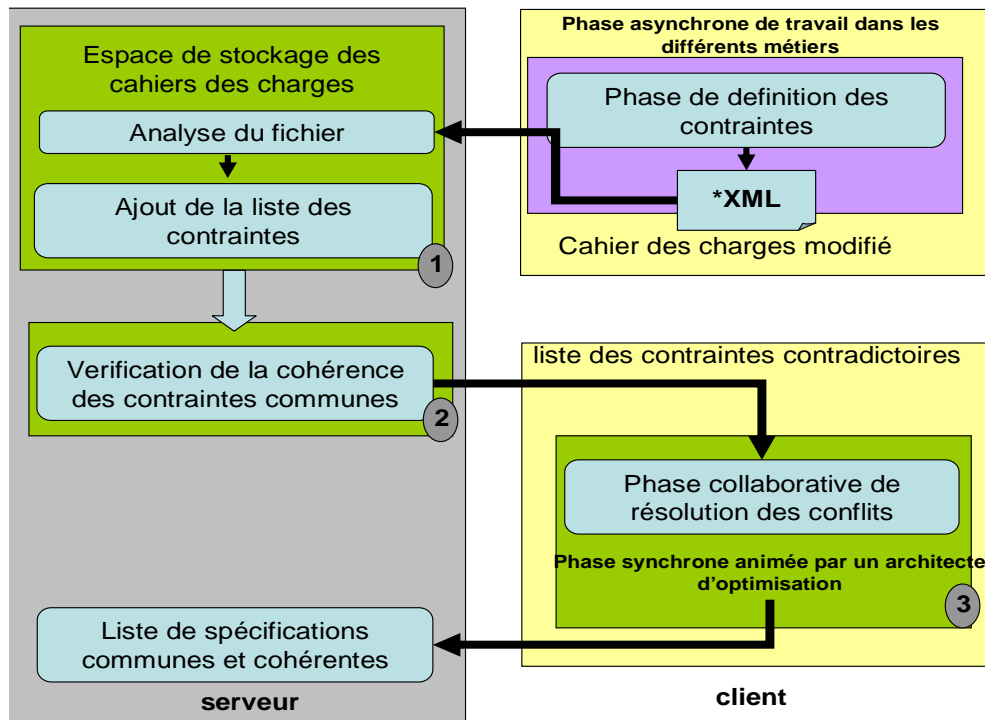 Espace de stockage des
cahiers des charges
Analyse du fichier
Ajout de la liste des
contraintes
1
Verification de la cohérence
des contraintes communes
2
Liste de spécifications
communes et cohérentes
serveur
Phase asynchrone de travail dans les
différents métiers
Phase de definition des
contraintes
*XML
Cahier des charges modifié
liste des contraintes contradictoires
Phase collaborative de
résolution des conflits
Phase synchrone animée par un architecte
d'optimisation
3
client